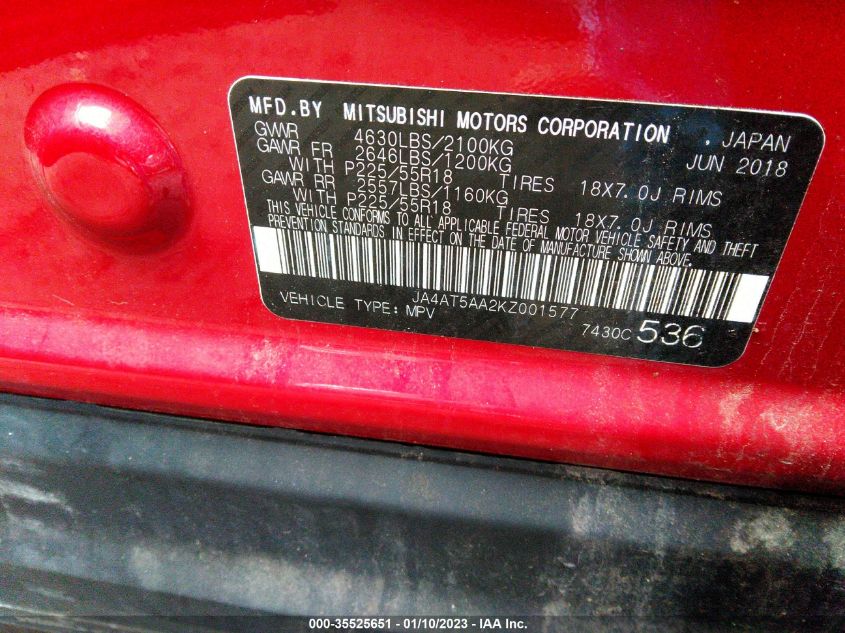 MFD.BY MITSUBISHI MOTORS CORPORATION , JAPAN
GVWR 4630LBS/2100KG JUN 2018
GAWR FR 2646LBS/1200KG
WITH P225/55R18 TIRES 18X7.0J RIMS
GAWR RR 2557LBS/1160KG
WITH P225/55R18 TIRES 18X7.0J RIMS
THIS VEHICLE CONFORMS TO ALL APPLICABLE FEDERAL MOTOR VEHICLE SAFETY AND THEFT
PREVENTION STANDARDS IN EFFECT ON THE DATE OF MANUFACTURE SHOWN ABOVE.
JA4AT5AA2KZ001577
VEHICLE TYPE: MPV
7430C 536
000-35525651 - 01/10/2023 - IAA Inc.